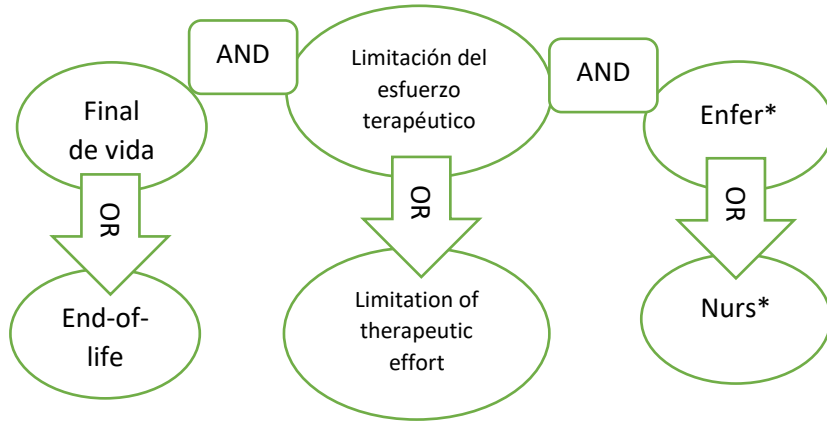 AND
Limitación del
esfuerzo
terapéutico
AND
Final
de vida
Enfer*
OR
OR
OR
End-of-
life
Limitation of
therapeutic
effort
Nurs*